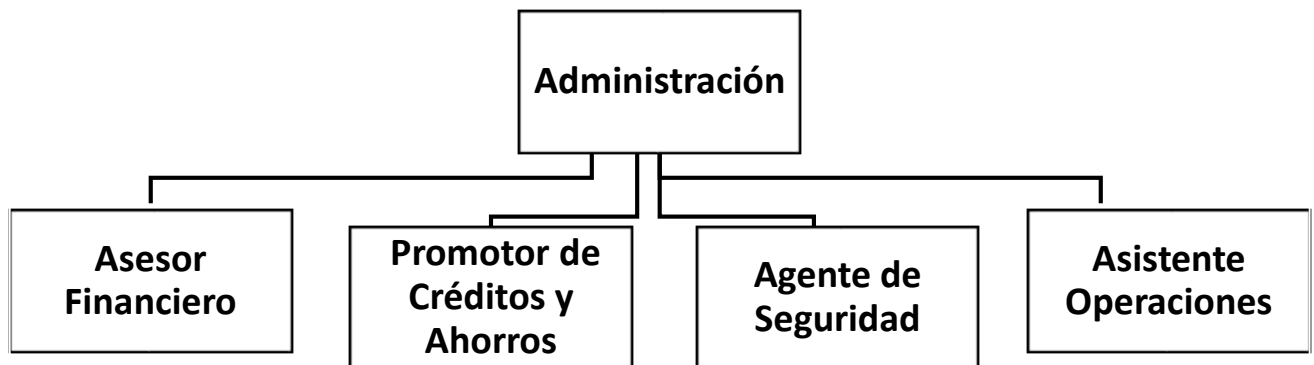 Administración
Asesor
Financiero
Promotor de
Créditos y
Ahorros
Agente de
Seguridad
Asistente
Operaciones